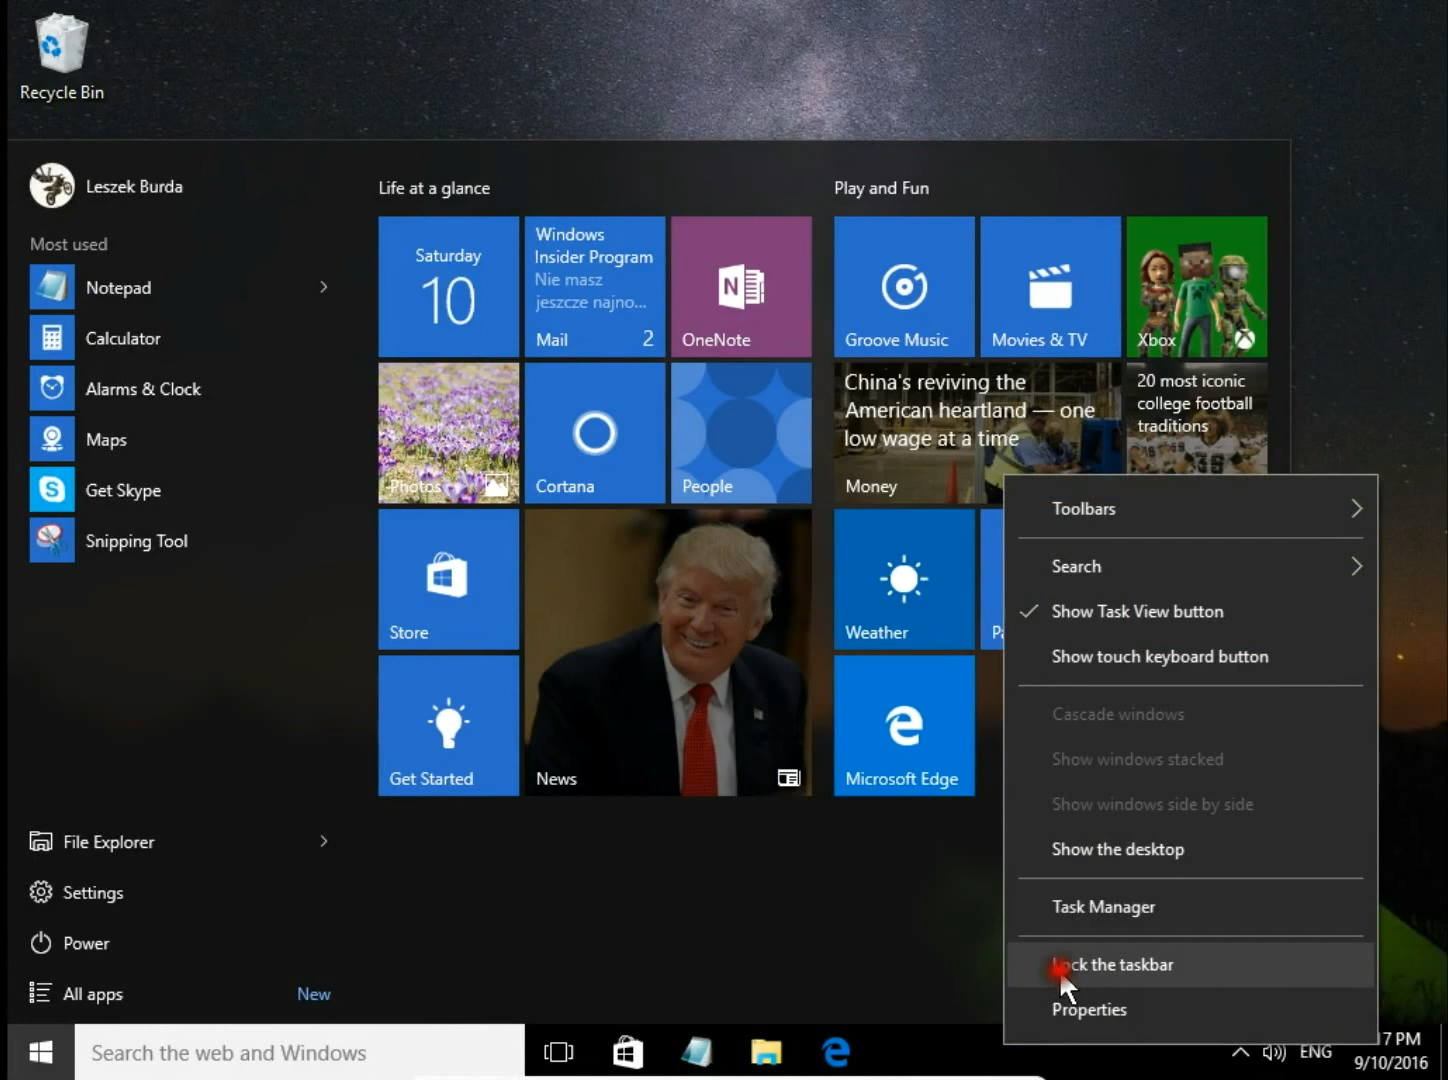 Recycle Bin
Leszek Burda
Most used
Notepad
Calculator
Alarms & Clock
Maps
Get Skype
Snipping Tool
File Explorer
Settings
Power
All apps
New
Life at a glance
Saturday
10
Windows
Insider Program
Nie masz
jeszcze najno...
Mail 2
OneNote
Photos
Cortana
People
Store
Get Started
News
Play and Fun
Groove Music
Movies & TV
Xbox
China's reviving the
American heartland — one
low wage at a time
Money
20 most iconic
college football
traditions
Weather
Microsoft Edge
Toolbars
Search
Show Task View button
Show touch keyboard button
Cascade windows
Show windows stacked
Show windows side by side
Show the desktop
Task Manager
Lock the taskbar
Properties
Search the web and Windows
ENG
17 PM
9/10/2016